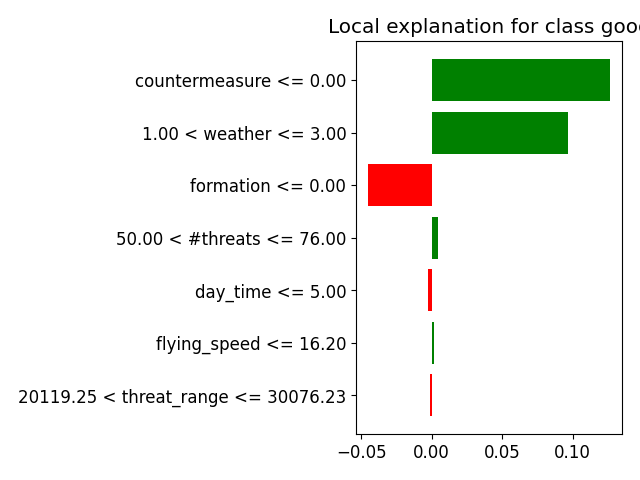 Local explanation for class good
countermeasure <= 0.00
1.00 < weather <= 3.00
formation <= 0.00
50.00 < #threats <= 76.00
day_time <= 5.00
flying_speed <= 16.20
20119.25 < threat_range <= 30076.23
−0.05 0.00 0.05 0.10